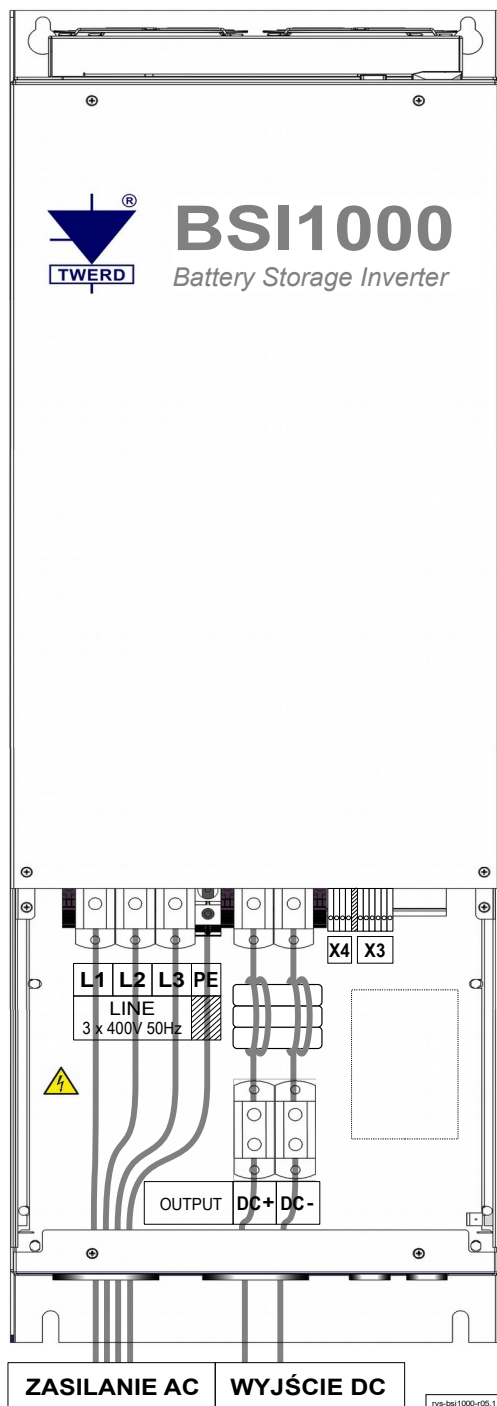 ®
TWERD
BSI1000
Battery Storage Inverter
X4 X3
L1 L2 L3 PE
LINE
3 x 400V 50Hz
OUTPUT DC+ DC-
ZASILANIE AC WYJŚCIE DC
rys-bsi1000-r05.1